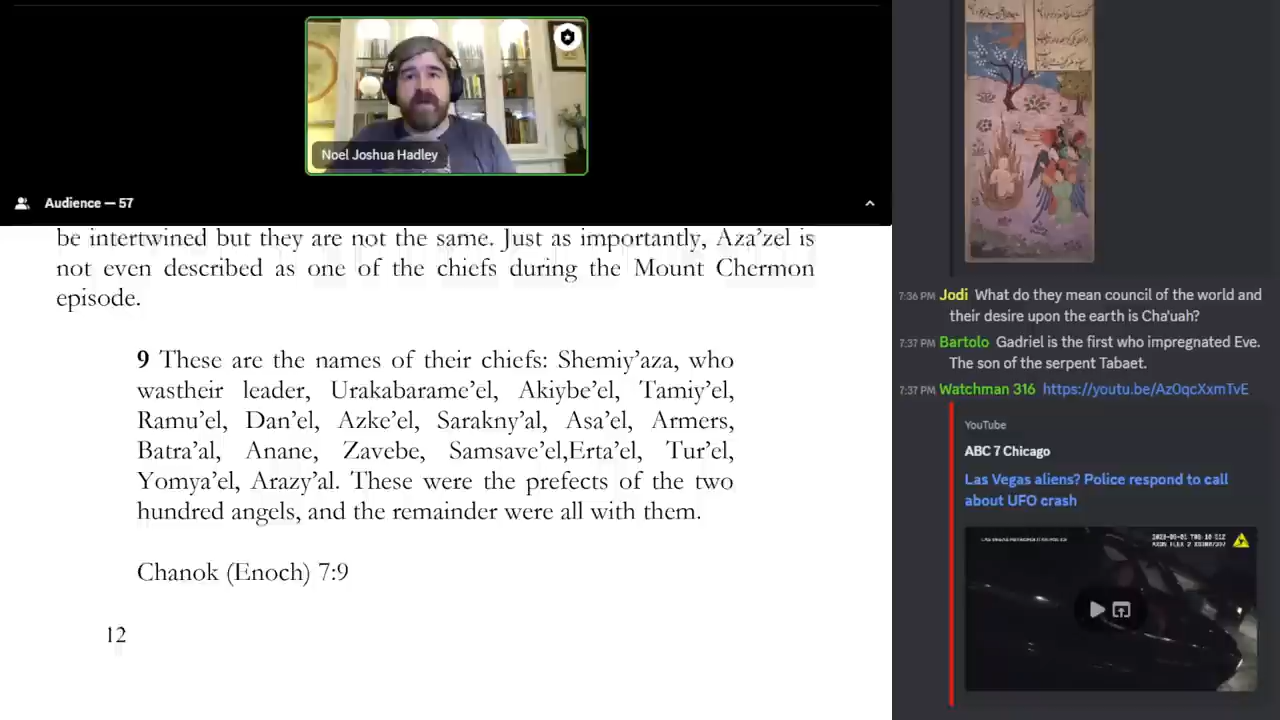 Noel Joshua Hadley
Audience — 57
be intertwined but they are not the same. Just as importantly, Aza’zel is
not even described as one of the chiefs during the Mount Chermon
episode.
9 These are the names of their chiefs: Shemiy’aza, who
wastheir leader, Urakabarame’el, Akiybe’el, Tamiy’el,
Ramu’el, Dan’el, Azke’el, Sarakny’al, Asa’el, Armers,
Batra’al, Anane, Zavebe, Samsave’el,Erta’el, Tur’el,
Yomya’el, Arazy’al. These were the prefects of the two
hundred angels, and the remainder were all with them.
Chanok (Enoch) 7:9
12
7:36 PM Jodi What do they mean council of the world and
their desire upon the earth is Cha'uah?
7:37 PM Bartolo Gadriel is the first who impregnated Eve.
The son of the serpent Tabaet.
7:37 PM Watchman 316 https://youtu.be/Az0qcXxmTvE
YouTube
ABC 7 Chicago
Las Vegas aliens? Police respond to call
about UFO crash